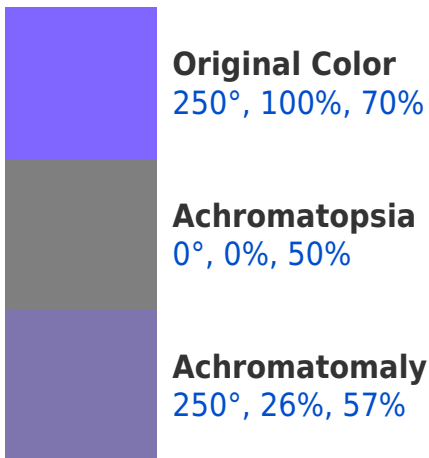 Original Color
250°, 100%, 70%
Achromatopsia
0°, 0%, 50%
Achromatomaly
250°, 26%, 57%